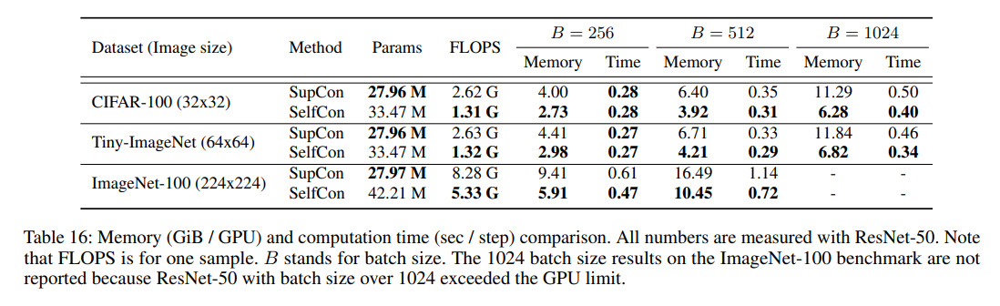 Dataset (Image size) Method Params FLOPS B = 256 B = 512 B = 1024
Memory Time Memory Time Memory Time
CIFAR-100 (32x32) SupCon 27.96 M 2.62 G 4.00 0.28 6.40 0.35 11.29 0.50
SelfCon 33.47 M 1.31 G 2.73 0.28 3.92 0.31 6.28 0.40
Tiny-ImageNet (64x64) SupCon 27.96 M 2.63 G 4.41 0.27 6.71 0.33 11.84 0.46
SelfCon 33.47 M 1.32 G 2.98 0.27 4.21 0.29 6.82 0.34
ImageNet-100 (224x224) SupCon 27.97 M 8.28 G 9.41 0.61 16.49 1.14 - -
SelfCon 42.21 M 5.33 G 5.91 0.47 10.45 0.72 - -
Table 16: Memory (GiB / GPU) and computation time (sec / step) comparison. All numbers are measured with ResNet-50. Note
that FLOPS is for one sample. B stands for batch size. The 1024 batch size results on the ImageNet-100 benchmark are not
reported because ResNet-50 with batch size over 1024 exceeded the GPU limit.